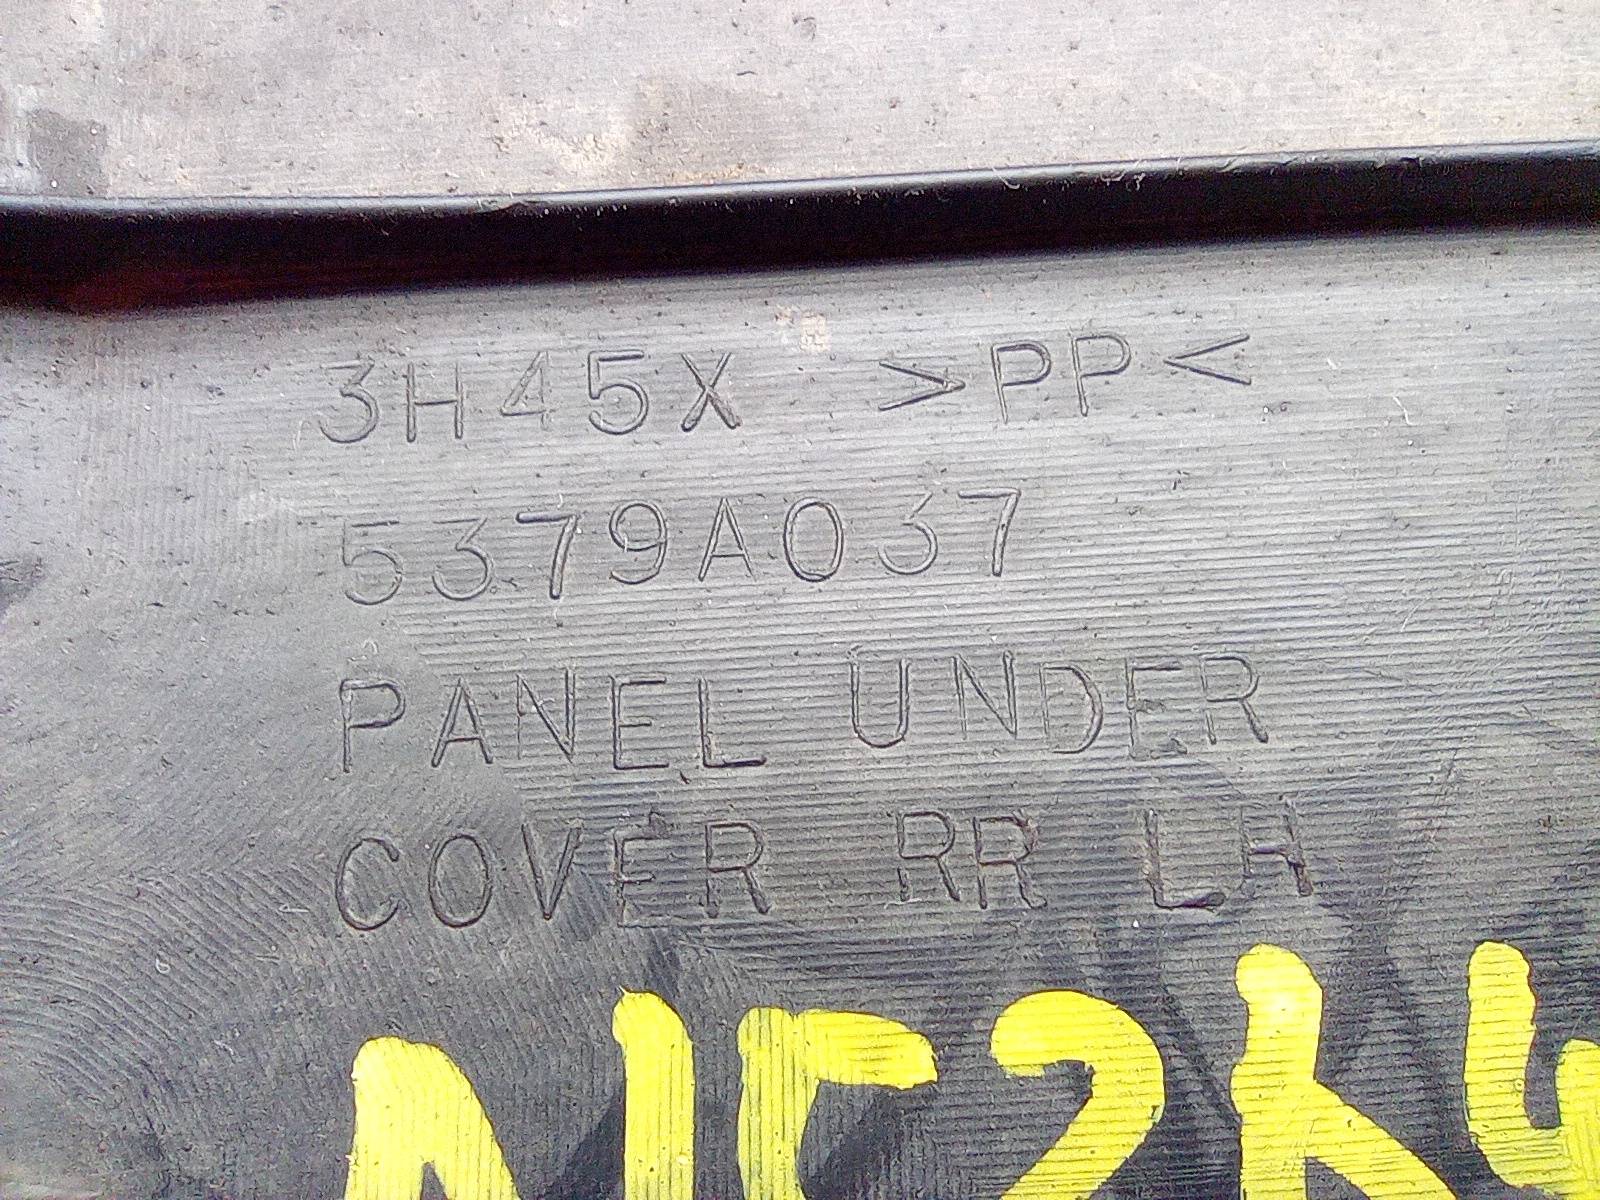 3H45X >PP<
5379A037
PANEL UNDER
COVER RR LH